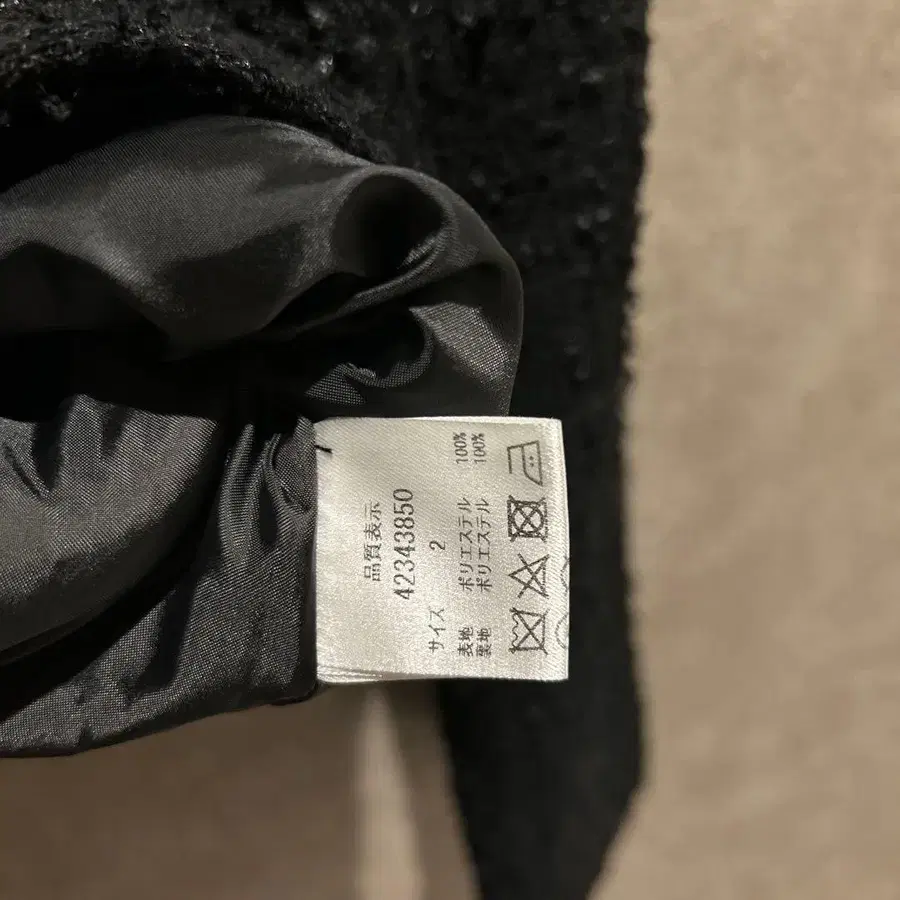 品質表示
42343850
サイズ 2
表地 ポリエステル 100%
裏地 ポリエステル 100%